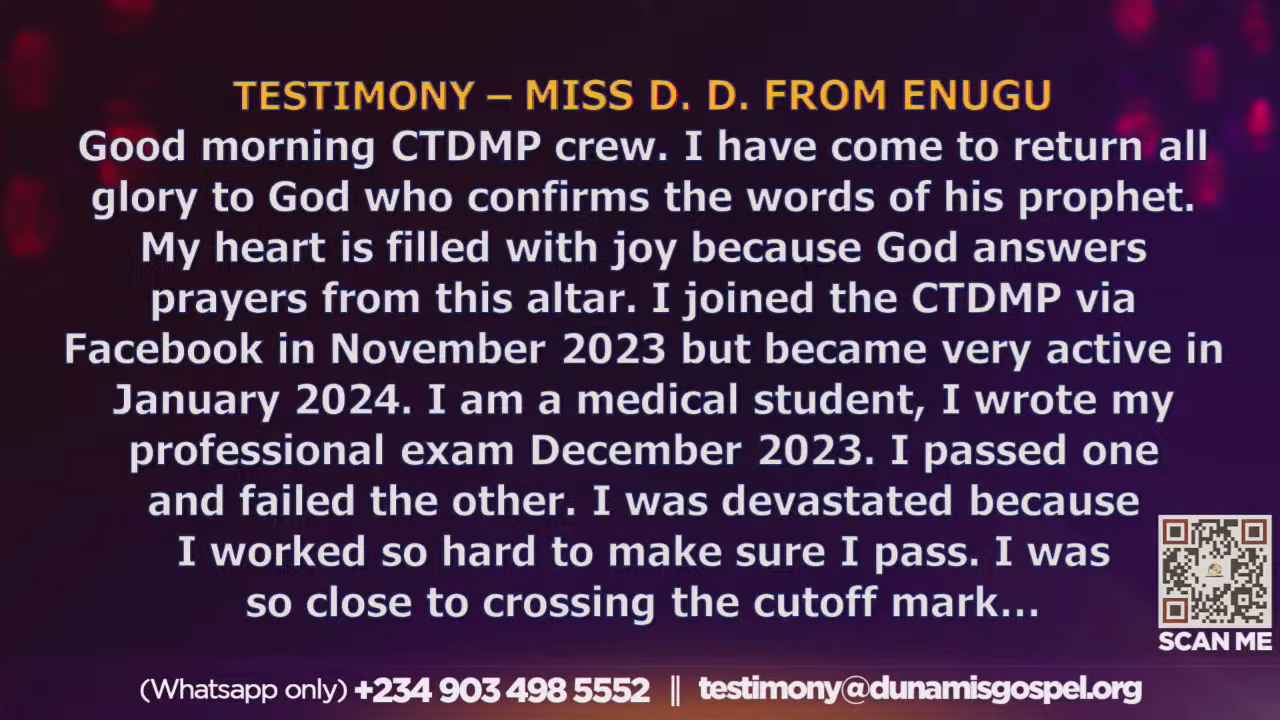 TESTIMONY – MISS D. D. FROM ENUGU
Good morning CTDMP crew. I have come to return all
glory to God who confirms the words of his prophet.
My heart is filled with joy because God answers
prayers from this altar. I joined the CTDMP via
Facebook in November 2023 but became very active in
January 2024. I am a medical student, I wrote my
professional exam December 2023. I passed one
and failed the other. I was devastated because
I worked so hard to make sure I pass. I was
so close to crossing the cutoff mark...
SCAN ME
(Whatsapp only) +234 903 498 5552 || testimony@dunamisgospel.org